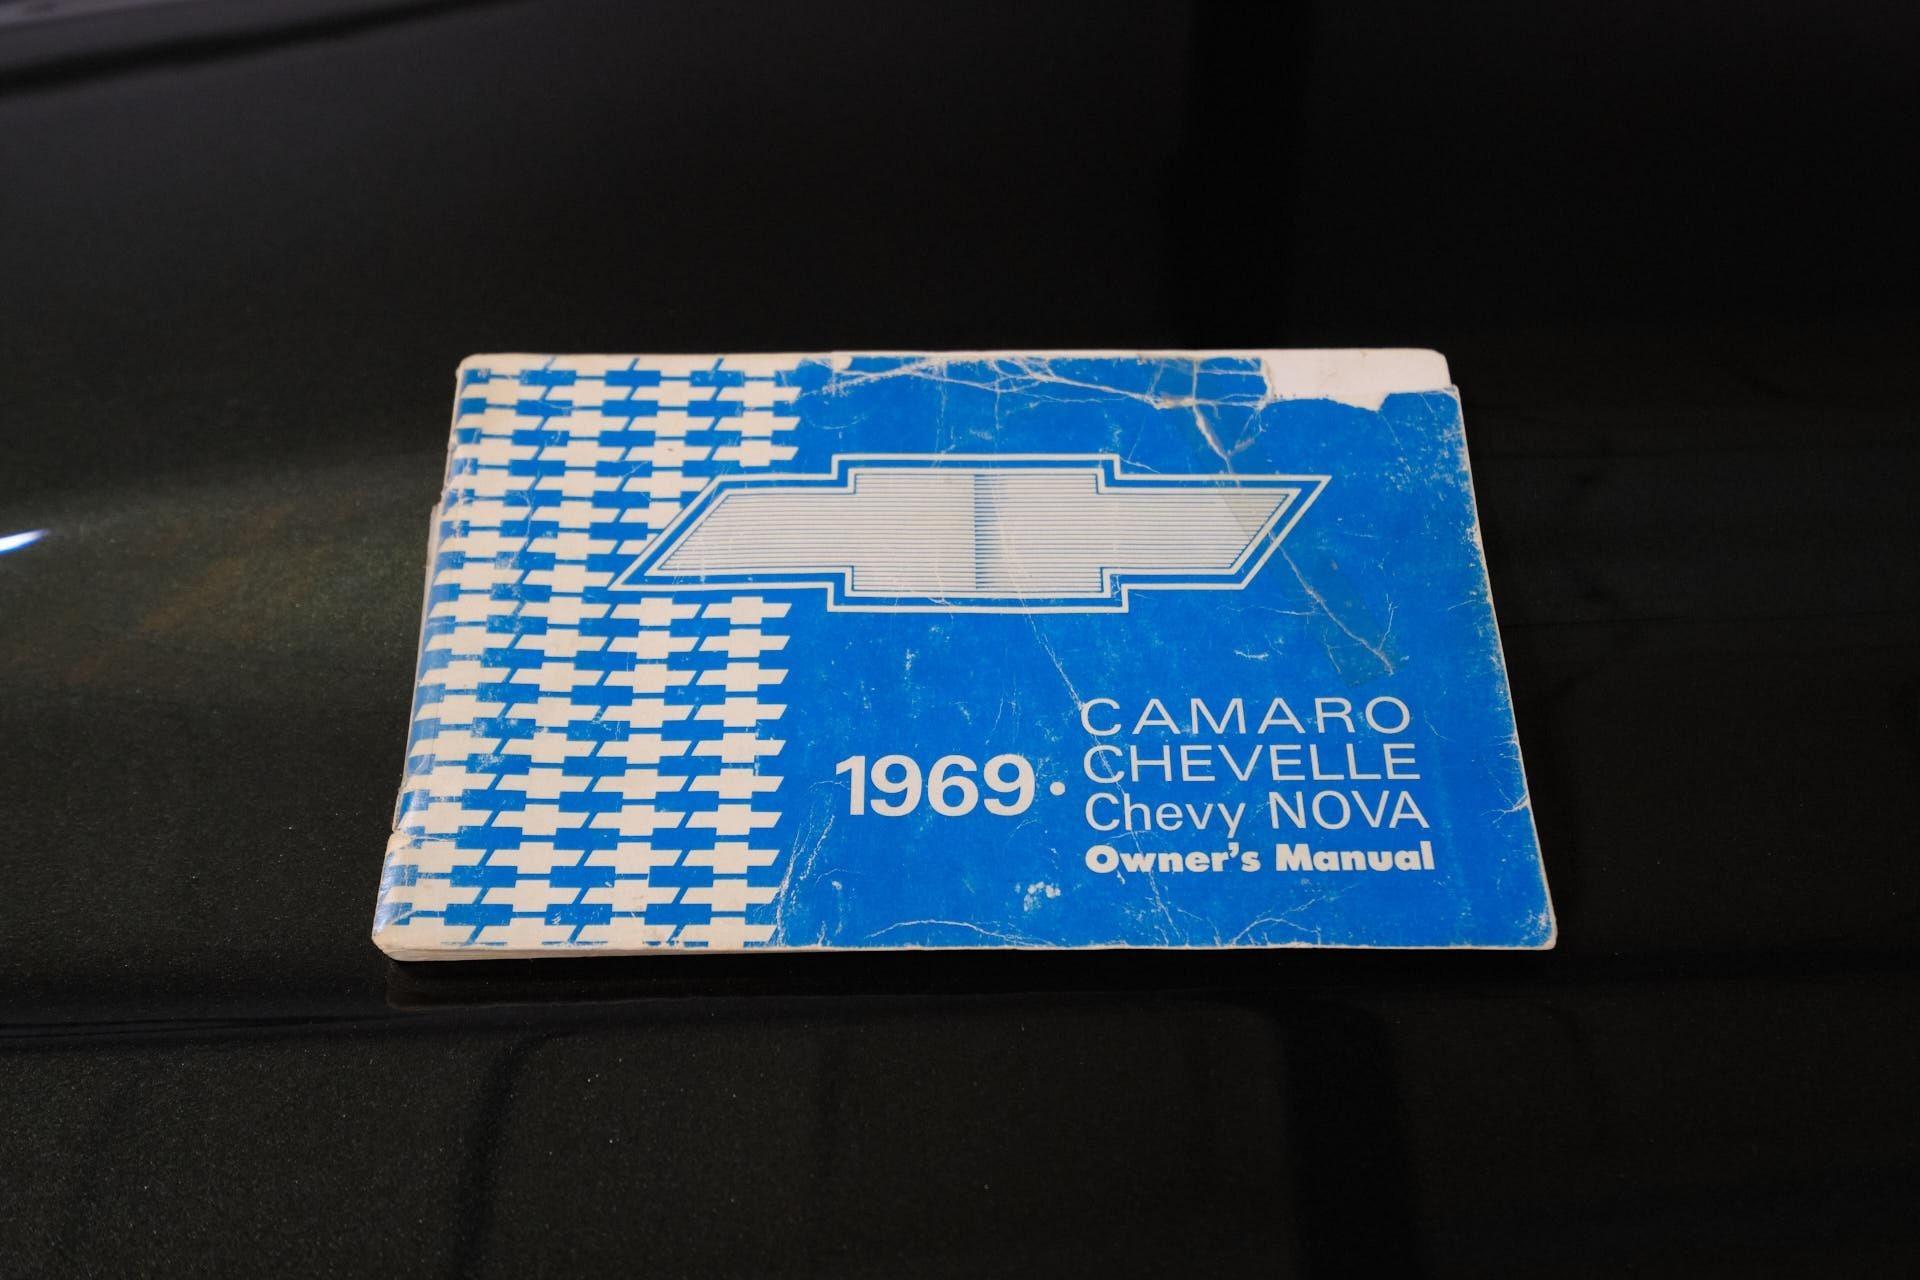 1969 •
CAMARO
CHEVELLE
Chevy NOVA
Owner's Manual